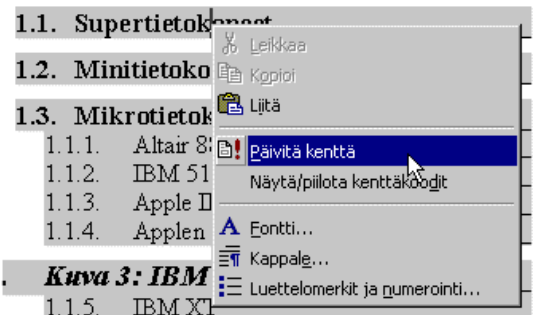 1.1. Supertietokoneet
Leikkaa
1.2. Minitietoko
Kopioi
Liitä
1.3. Mikrotietok
1.1.1. Altair 8
Päivitä kenttä
1.1.2. IBM 51
Näytä/piilota kenttäkoodit
1.1.3. Apple II
1.1.4. Applen
Fontti...
Kappale...
. Kuva 3: IBM
Luettelomerkit ja numerointi...
1.1.5. IBM XT